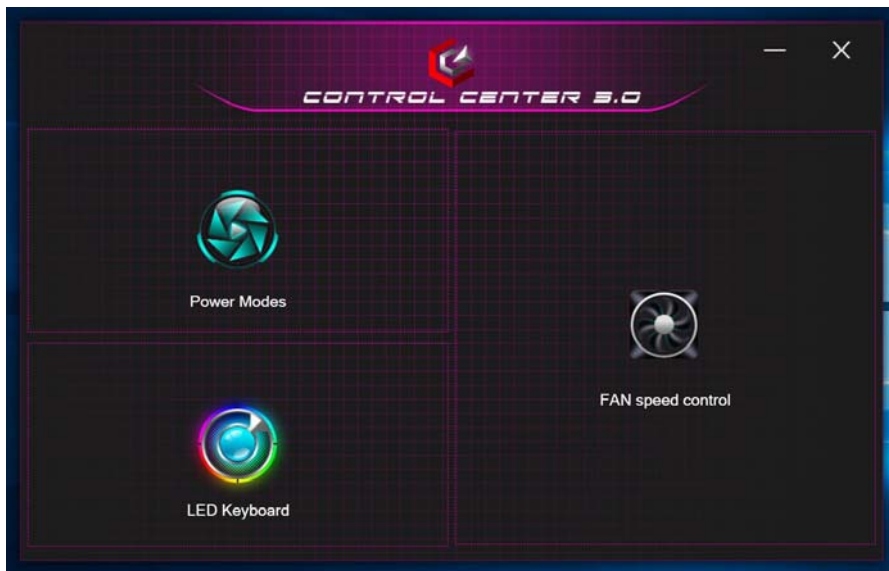 CONTROL CENTER 3.0
Power Modes
FAN speed control
LED Keyboard